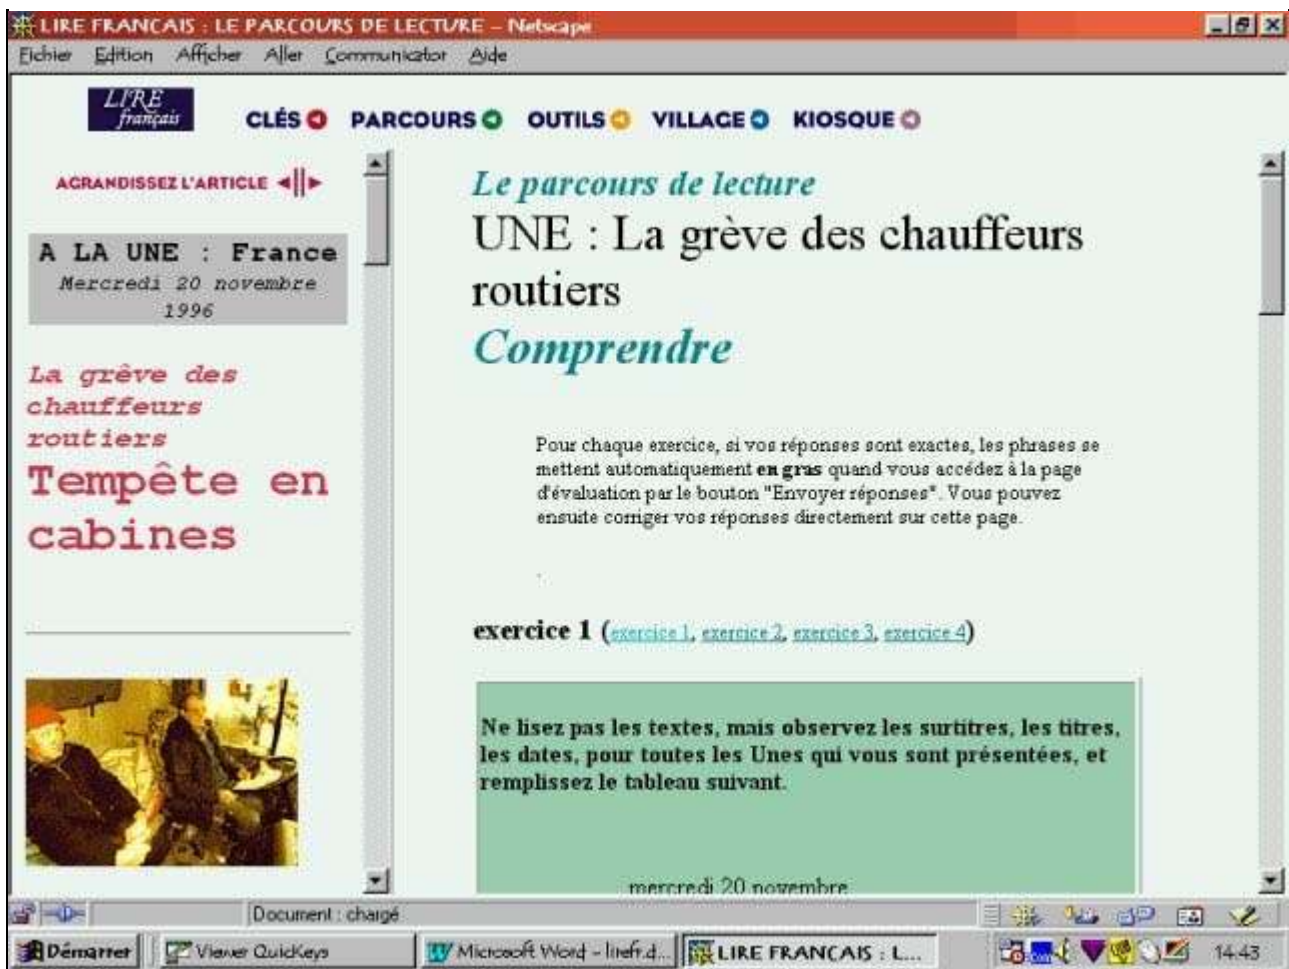 LIRE FRANCAIS : LE PARCOURS DE LECTURE – Netscape
Fichier Edition Afficher Aller Communicator Aide
LIRE
français
CLÉS PARCOURS OUTILS VILLAGE KIOSQUE
AGRANDISSEZ L'ARTICLE
A LA UNE : France
Mercredi 20 novembre
1996
La grêve des
chauffeurs
routiers
Tempête en
cabines
Le parcours de lecture
UNE : La grève des chauffeurs
routiers
Comprendre
Pour chaque exercice, si vos réponses sont exactes, les phrases se
mettent automatiquement en gras quand vous accédez à la page
d'évaluation par le bouton "Envoyer réponses". Vous pouvez
ensuite corriger vos réponses directement sur cette page.
.
exercice 1 (exercice 1, exercice 2, exercice 3, exercice 4)
Ne lisez pas les textes, mais observez les surtitres, les titres,
les dates, pour toutes les Unes qui vous sont présentées, et
remplissez le tableau suivant.
mercredi 20 novembre
Document : chargé
Démarrer Viewer QuicKeys Microsoft Word - lirefr.d... LIRE FRANCAIS : L... 14:43